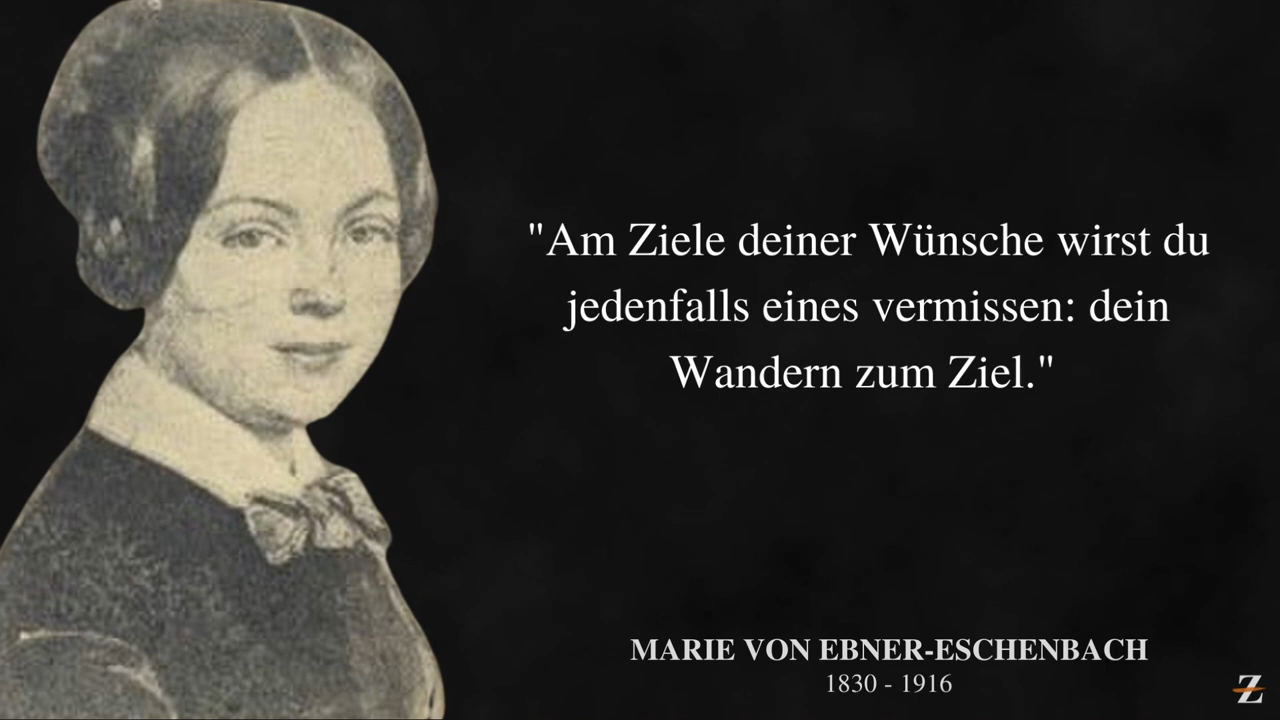 "Am Ziele deiner Wünsche wirst du
jedenfalls eines vermissen: dein
Wandern zum Ziel."
MARIE VON EBNER-ESCHENBACH
1830 - 1916
Z